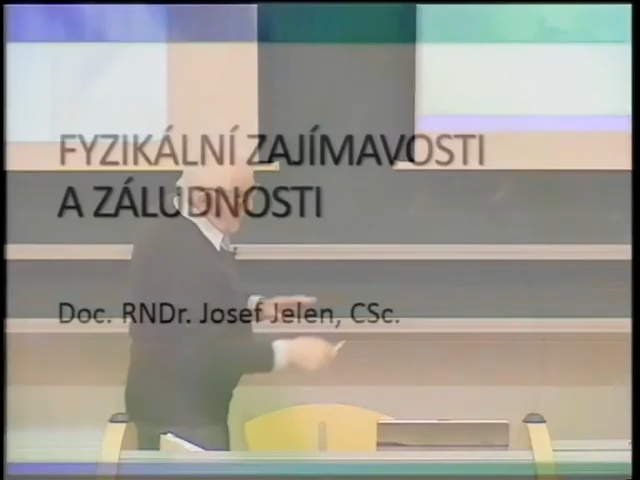 FYZIKÁLNÍ ZAJÍMAVOSTI
A ZÁLUDNOSTI
Doc. RNDr. Josef Jelen, CSc.